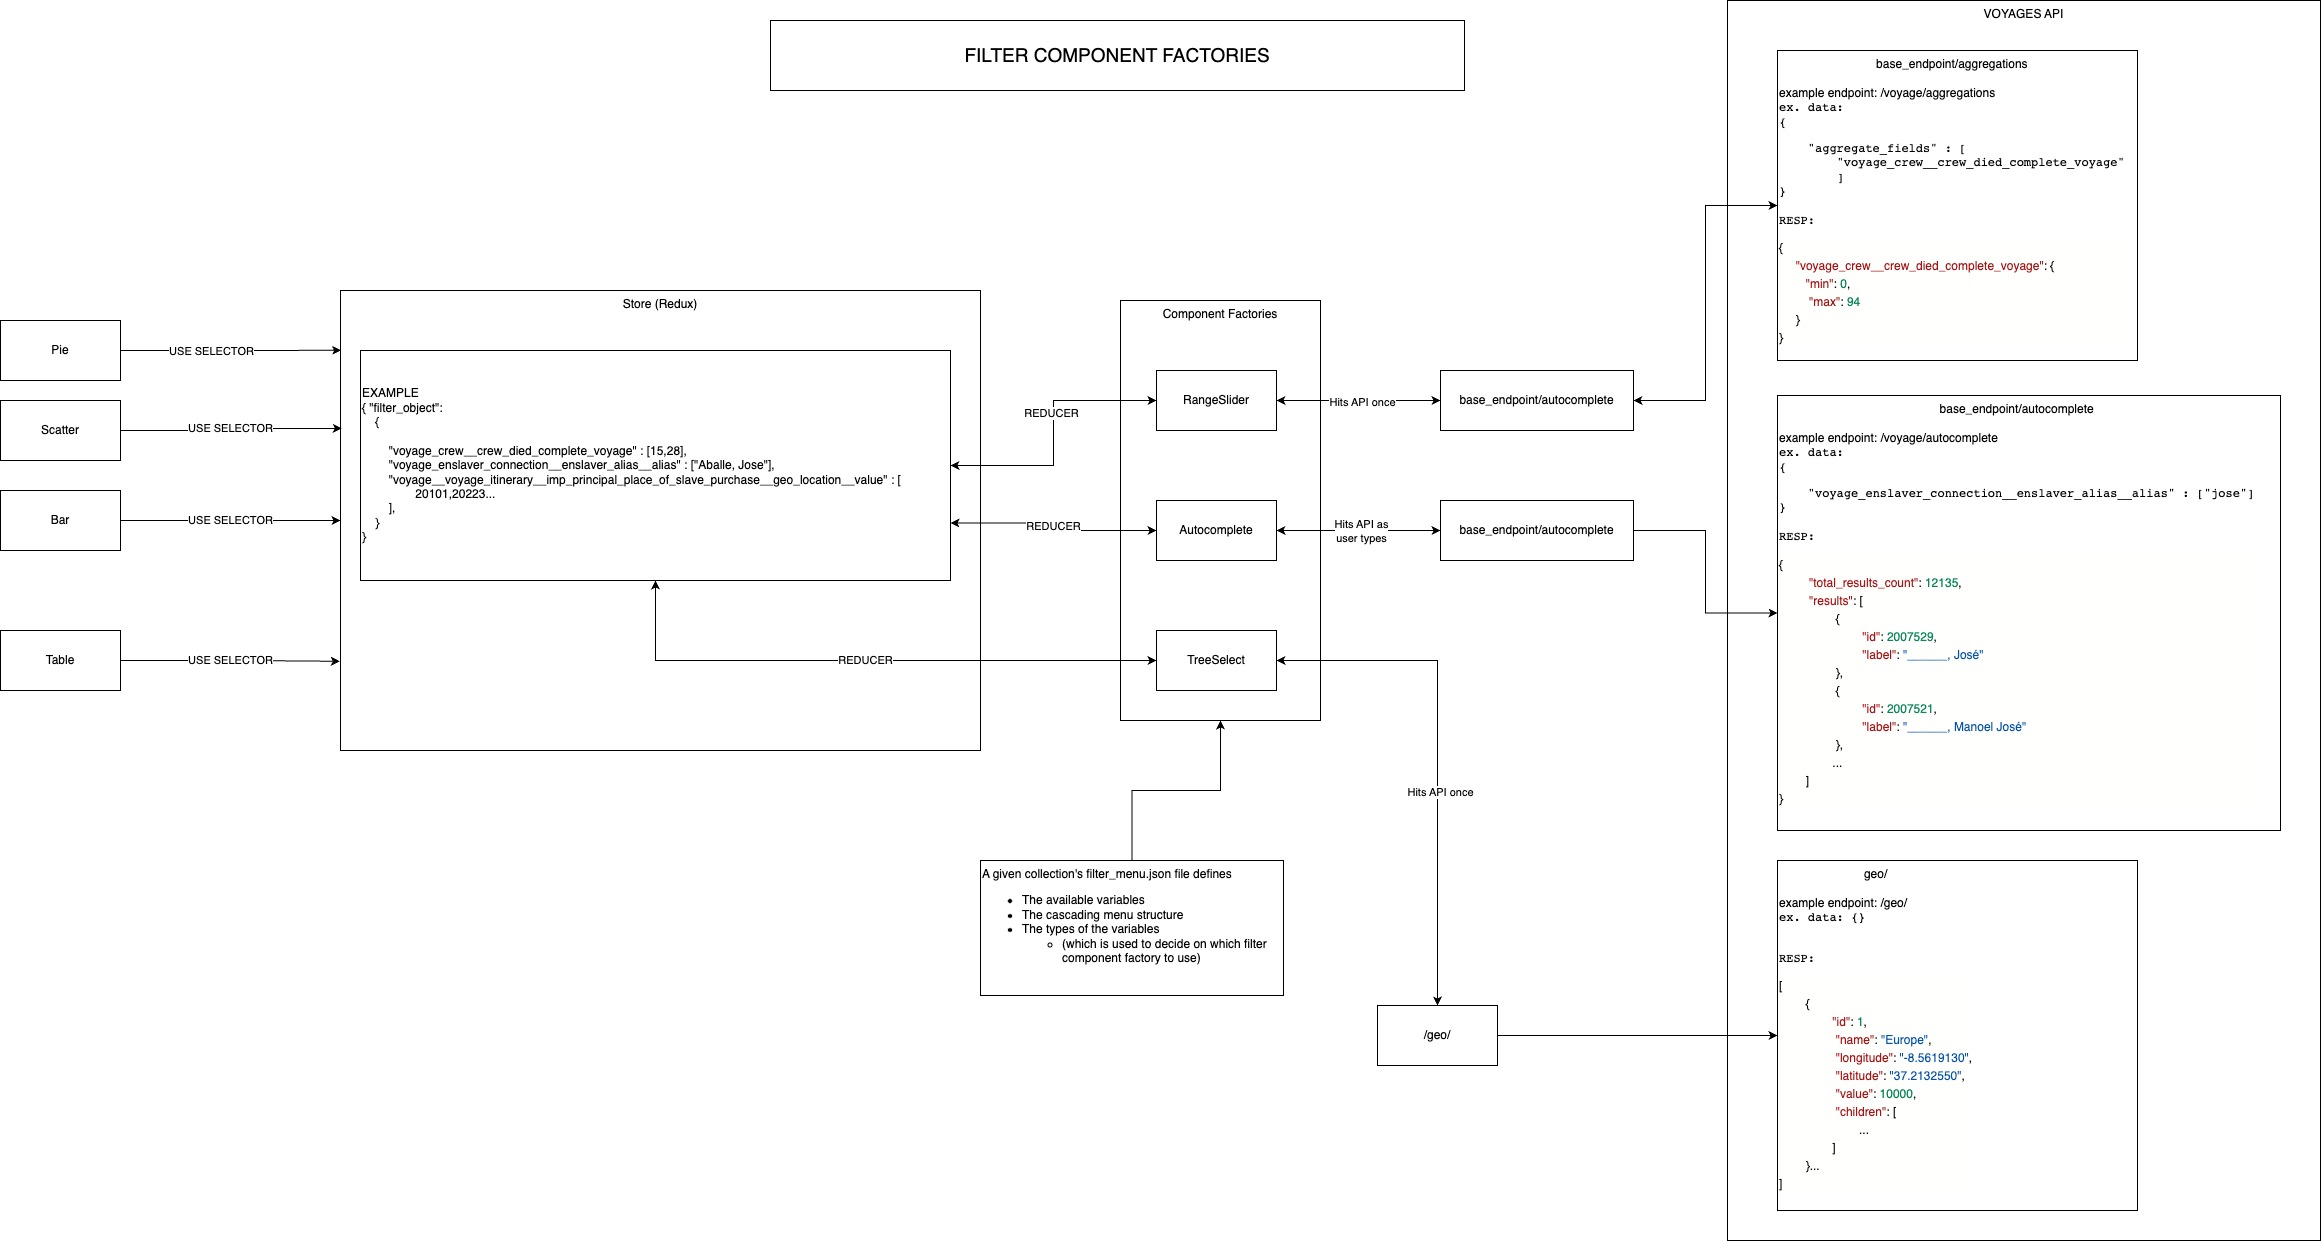 FILTER COMPONENT FACTORIES
Pie
Scatter
Bar
Table
USE SELECTOR
USE SELECTOR
USE SELECTOR
USE SELECTOR
Store (Redux)
EXAMPLE
{ "filter_object":
{
"voyage_crew__crew_died_complete_voyage" : [15,28],
"voyage_enslaver_connection__enslaver_alias__alias" : ["Aballe, Jose"],
"voyage__voyage_itinerary__imp_principal_place_of_slave_purchase__geo_location__value" : [
20101,20223...
],
}
}
REDUCER
REDUCER
REDUCER
Component Factories
RangeSlider
Autocomplete
TreeSelect
Hits API once
Hits API as
user types
Hits API once
base_endpoint/autocomplete
base_endpoint/autocomplete
/geo/
A given collection's filter_menu.json file defines
• The available variables
• The cascading menu structure
• The types of the variables
◦ (which is used to decide on which filter
component factory to use)
VOYAGES API
base_endpoint/aggregations
example endpoint: /voyage/aggregations
ex. data:
{
"aggregate_fields" : [
"voyage_crew__crew_died_complete_voyage"
]
}
RESP:
{
"voyage_crew__crew_died_complete_voyage": {
"min": 0,
"max": 94
}
}
base_endpoint/autocomplete
example endpoint: /voyage/autocomplete
ex. data:
{
"voyage_enslaver_connection__enslaver_alias__alias" : ["jose"]
}
RESP:
{
"total_results_count": 12135,
"results": [
{
"id": 2007529,
"label": "______, José"
},
{
"id": 2007521,
"label": "______, Manoel José"
},
...
]
}
geo/
example endpoint: /geo/
ex. data: {}
RESP:
[
{
"id": 1,
"name": "Europe",
"longitude": "-8.5619130",
"latitude": "37.2132550",
"value": 10000,
"children": [
...
]
}...
]